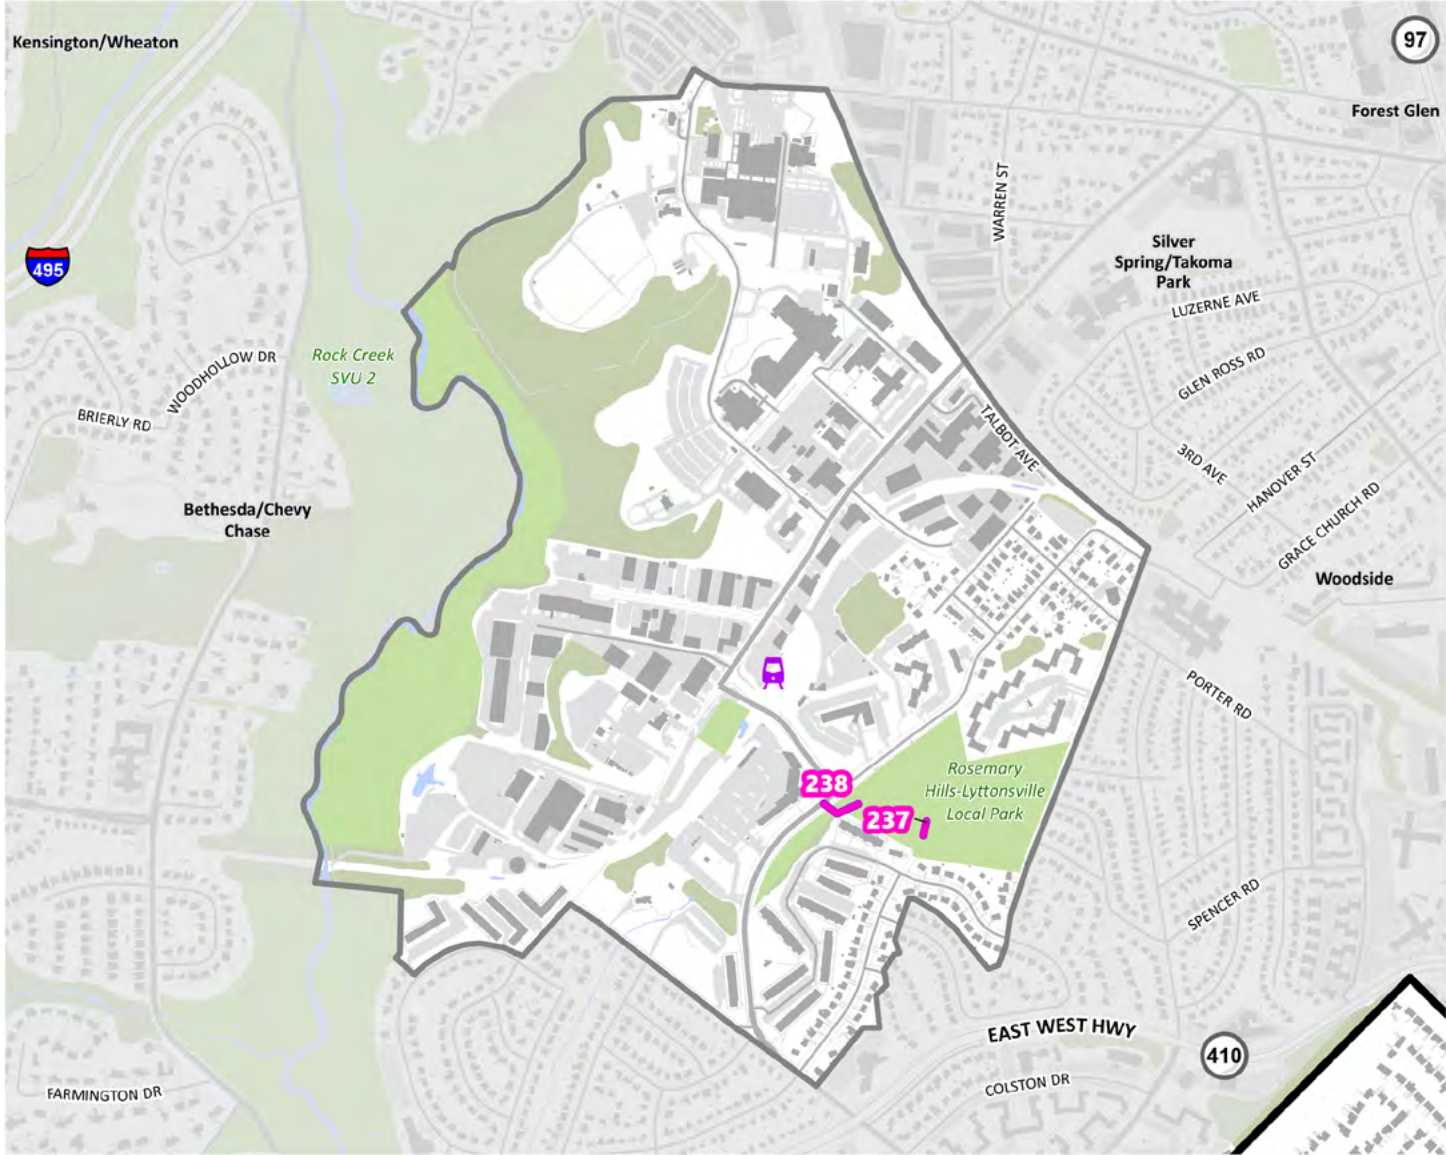 Kensington/Wheaton
97
Forest Glen
WARREN ST
Silver
Spring/Takoma
Park
495
LUZERNE AVE
Rock Creek
SVU 2
WOODHOLLOW DR
GLEN ROSS RD
BRIERLY RD
TALBOT AVE
3RD AVE
HANOVER ST
Bethesda/Chevy
Chase
GRACE CHURCH RD
Woodside
PORTER RD
Rosemary
Hills-Lyttonsville
Local Park
238
237
SPENCER RD
EAST WEST HWY
410
COLSTON DR
FARMINGTON DR